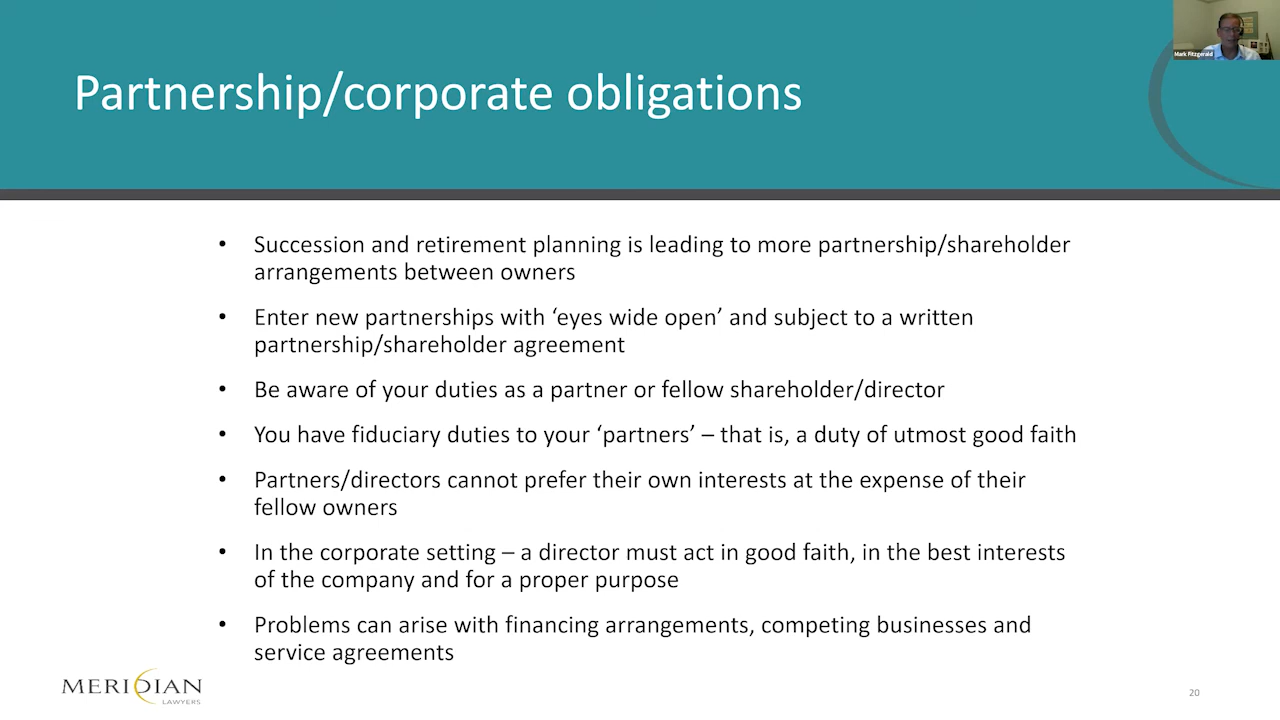 Mark Fitzgerald
Partnership/corporate obligations
• Succession and retirement planning is leading to more partnership/shareholder
arrangements between owners
• Enter new partnerships with ‘eyes wide open’ and subject to a written
partnership/shareholder agreement
• Be aware of your duties as a partner or fellow shareholder/director
• You have fiduciary duties to your ‘partners’ – that is, a duty of utmost good faith
• Partners/directors cannot prefer their own interests at the expense of their
fellow owners
• In the corporate setting – a director must act in good faith, in the best interests
of the company and for a proper purpose
• Problems can arise with financing arrangements, competing businesses and
service agreements
MERIDIAN
LAWYERS
20